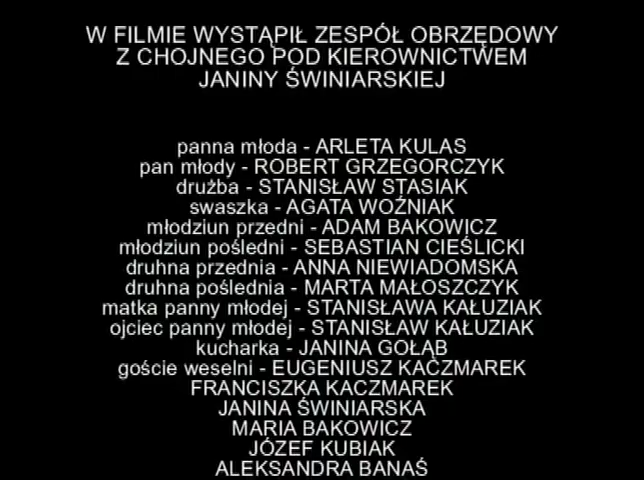 W FILMIE WYSTĄPIŁ ZESPÓŁ OBRZĘDOWY
Z CHOJNEGO POD KIEROWNICTWEM
JANINY ŚWINIARSKIEJ
panna młoda - ARLETA KULAS
pan młody - ROBERT GRZEGORCZYK
drużba - STANISŁAW STASIAK
swaszka - AGATA WOŹNIAK
młodziun przedni - ADAM BAKOWICZ
młodziun pośledni - SEBASTIAN CIEŚLICKI
druhna przednia - ANNA NIEWIADOMSKA
druhna poślednia - MARTA MAŁOSZCZYK
matka panny młodej - STANISŁAWA KAŁUZIAK
ojciec panny młodej - STANISŁAW KAŁUZIAK
kucharka - JANINA GOŁĄB
goście weselni - EUGENIUSZ KACZMAREK
FRANCISZKA KACZMAREK
JANINA ŚWINIARSKA
MARIA BAKOWICZ
JÓZEF KUBIAK
ALEKSANDRA BANAŚ